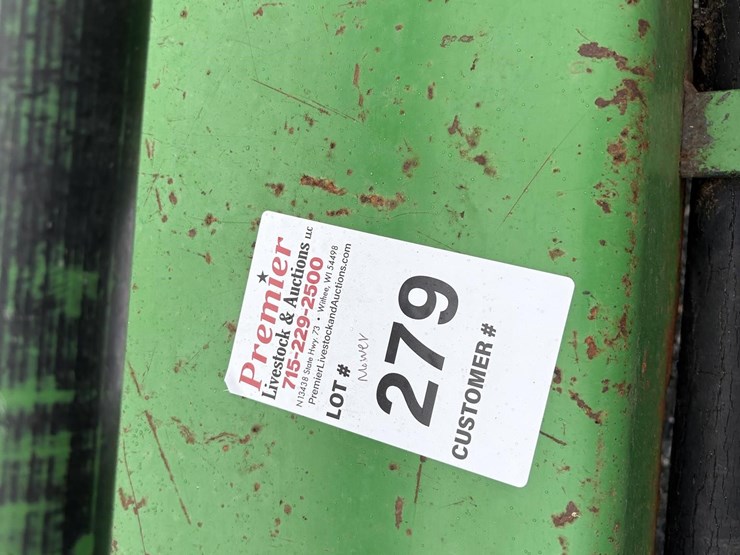 Premier
Livestock & Auctions LLC
715-229-2500
N13438 State Hwy. 73 • Withee, WI 54498
PremierLivestockandAuctions.com
LOT #
Mower
279
CUSTOMER #